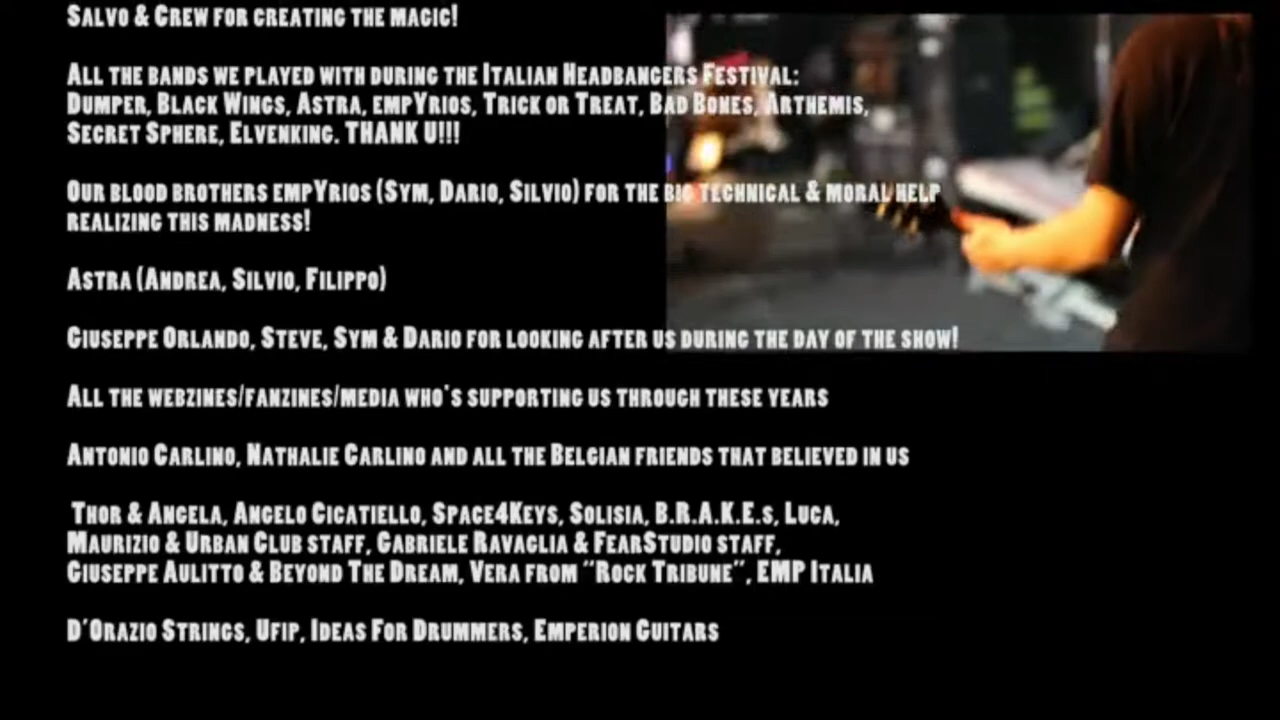 Salvo & Crew for creating the magic!
All the bands we played with during the Italian Headbangers Festival:
Dumper, Black Wings, Astra, empYrios, Trick or Treat, Bad Bones, Arthemis,
Secret Sphere, Elvenking. THANK U!!!
Our blood brothers empYrios (Sym, Dario, Silvio) for the big technical & moral help
realizing this madness!
Astra (Andrea, Silvio, Filippo)
Giuseppe Orlando, Steve, Sym & Dario for looking after us during the day of the show!
All the webzines/fanzines/media who's supporting us through these years
Antonio Carlino, Nathalie Carlino and all the Belgian friends that believed in us
Thor & Angela, Angelo Cicatiello, Space4Keys, Solisia, B.R.A.K.E.s, Luca,
Maurizio & Urban Club staff, Gabriele Ravaglia & FearStudio staff,
Giuseppe Aulitto & Beyond The Dream, Vera from "Rock Tribune", EMP Italia
D'Orazio Strings, Ufip, Ideas For Drummers, Emperion Guitars